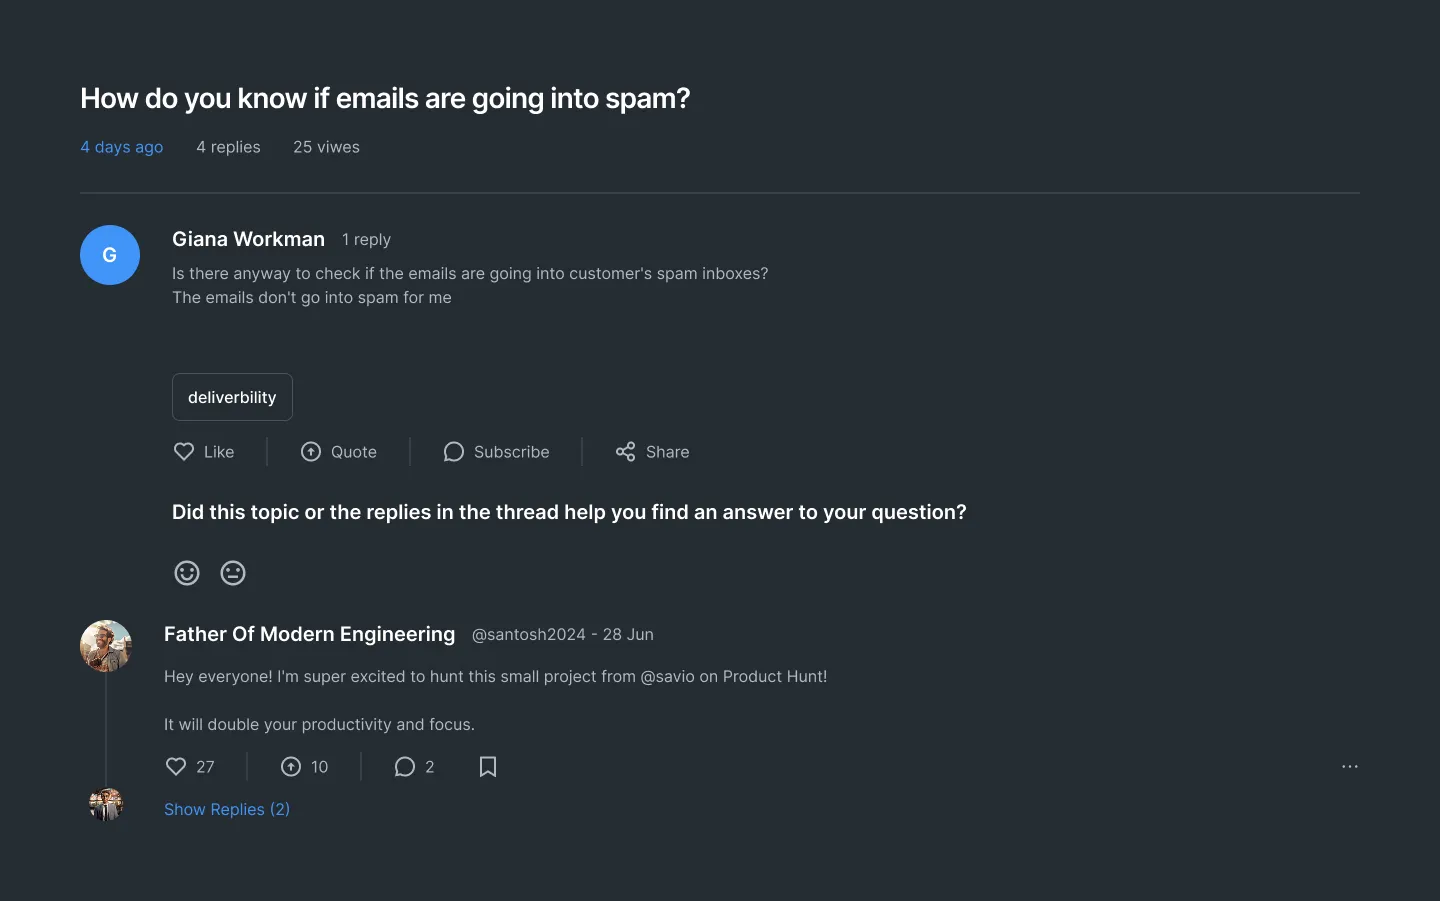 How do you know if emails are going into spam?
4 days ago 4 replies 25 viwes
G
Giana Workman 1 reply
Is there anyway to check if the emails are going into customer's spam inboxes?
The emails don't go into spam for me
deliverbility
Like Quote Subscribe Share
Did this topic or the replies in the thread help you find an answer to your question?
Father Of Modern Engineering @santosh2024 - 28 Jun
Hey everyone! I'm super excited to hunt this small project from @savio on Product Hunt!
It will double your productivity and focus.
27 10 2
Show Replies (2)